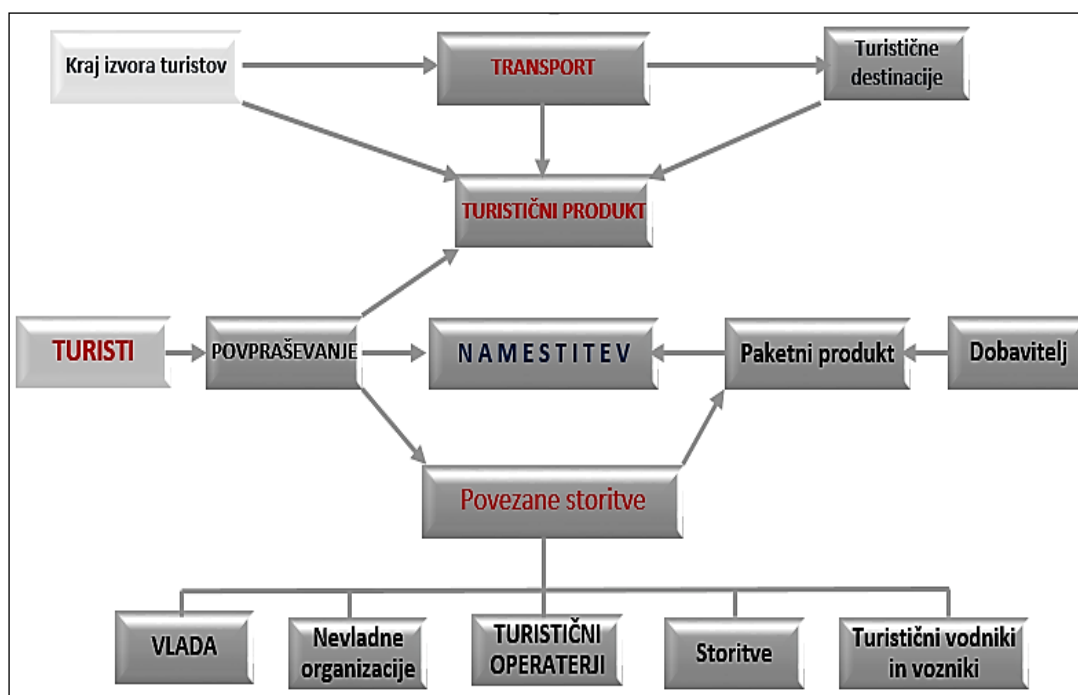 Kraj izvora turistov
TRANSPORT
Turistične
destinacije
TURISTIČNI PRODUKT
TURISTI
POVPRAŠEVANJE
NAMESTITEV
Paketni produkt
Dobavitelj
Povezane storitve
VLADA
Nevladne
organizacije
TURISTIČNI
OPERATERJI
Storitve
Turistični vodniki
in vozniki